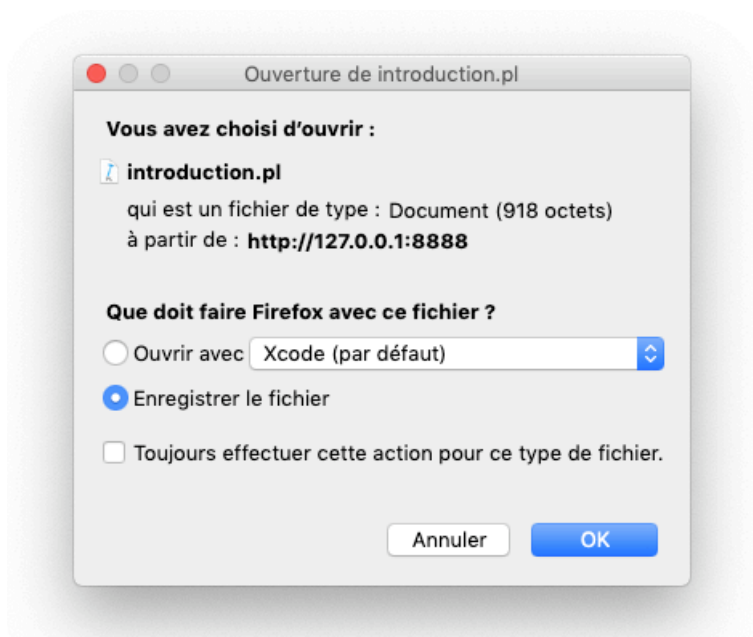 Ouverture de introduction.pl
Vous avez choisi d'ouvrir :
introduction.pl
qui est un fichier de type : Document (918 octets)
à partir de : http://127.0.0.1:8888
Que doit faire Firefox avec ce fichier ?
Ouvrir avec Xcode (par défaut)
Enregistrer le fichier
Toujours effectuer cette action pour ce type de fichier.
Annuler OK